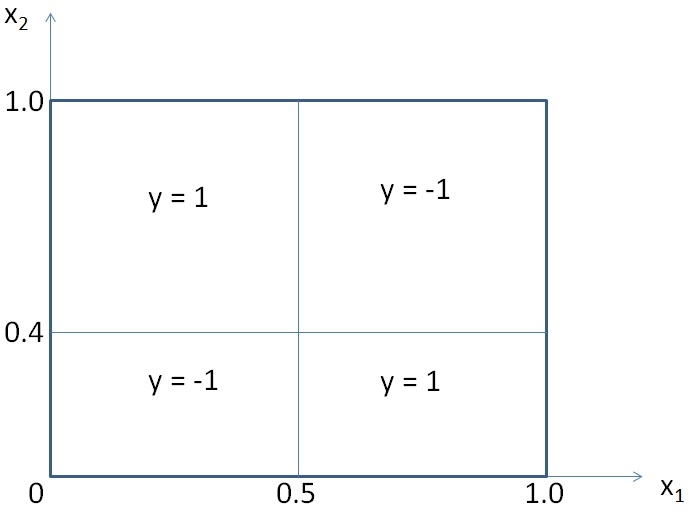 x₂
1.0
y = 1
y = -1
0.4
y = -1
y = 1
0
0.5
1.0
x₁